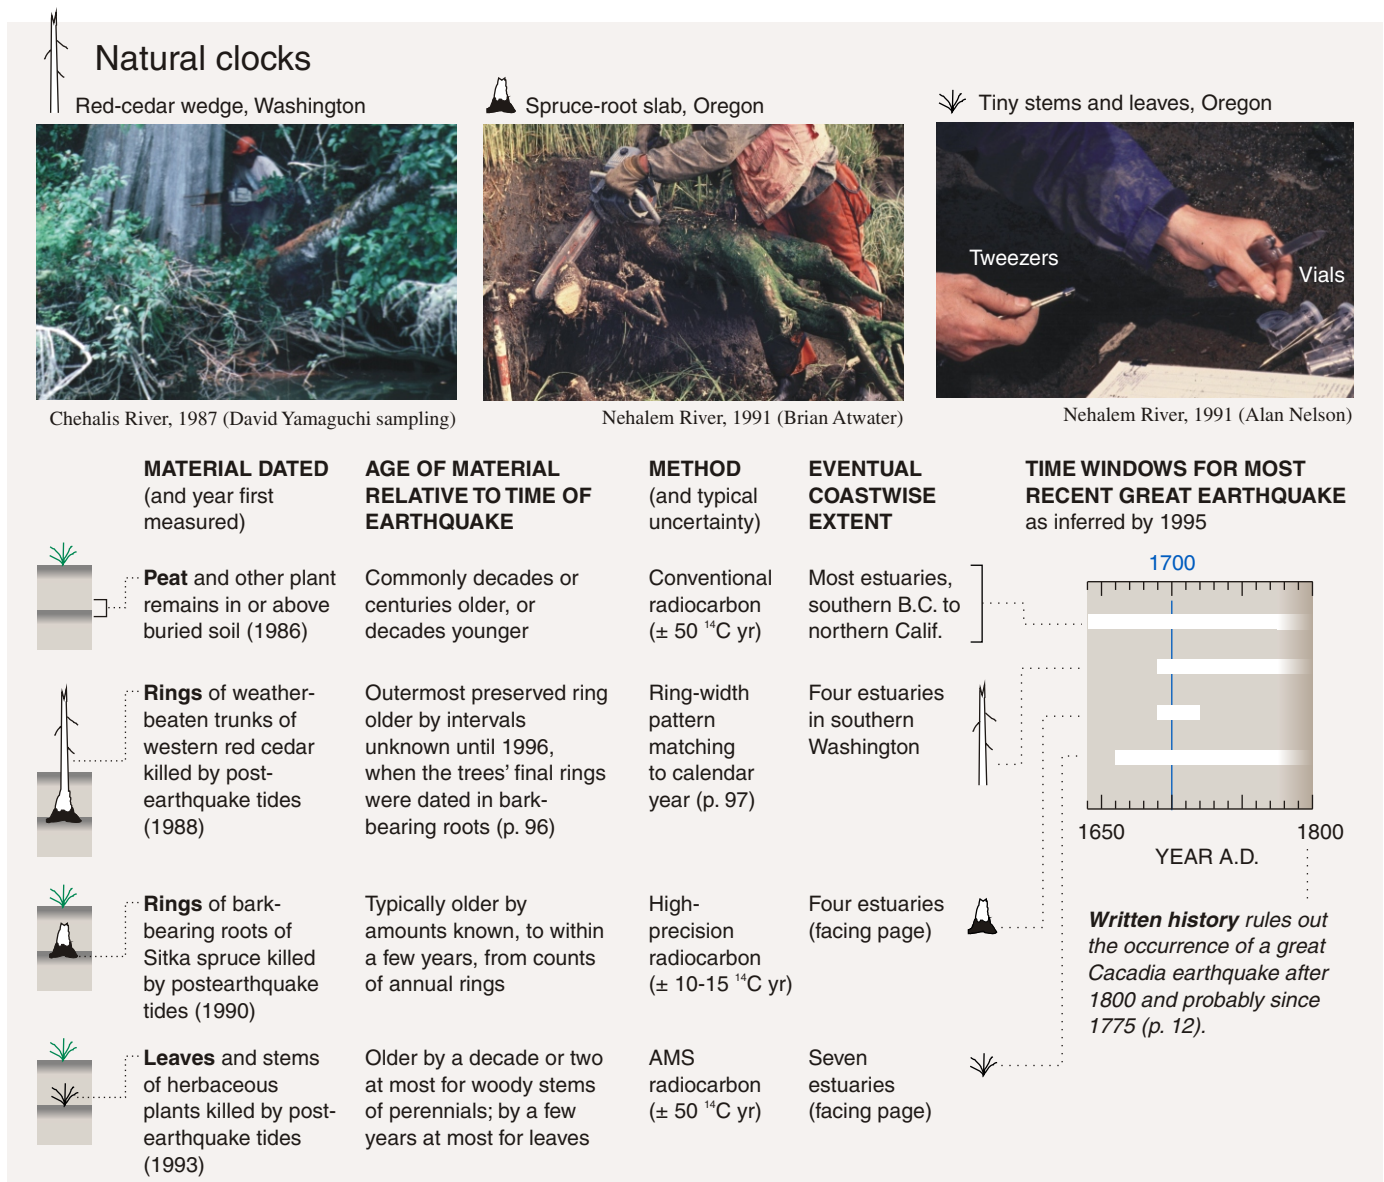 Natural clocks
Red-cedar wedge, Washington
Spruce-root slab, Oregon
Tiny stems and leaves, Oregon
Tweezers
Vials
Chehalis River, 1987 (David Yamaguchi sampling)
Nehalem River, 1991 (Brian Atwater)
Nehalem River, 1991 (Alan Nelson)
MATERIAL DATED
(and year first
measured)
AGE OF MATERIAL
RELATIVE TO TIME OF
EARTHQUAKE
METHOD
(and typical
uncertainty)
EVENTUAL
COASTWISE
EXTENT
TIME WINDOWS FOR MOST
RECENT GREAT EARTHQUAKE
as inferred by 1995
Peat and other plant
remains in or above
buried soil (1986)
Commonly decades or
centuries older, or
decades younger
Conventional
radiocarbon
(± 50 ¹⁴C yr)
Most estuaries,
southern B.C. to
northern Calif.
Rings of weather-
beaten trunks of
western red cedar
killed by post-
earthquake tides
(1988)
Outermost preserved ring
older by intervals
unknown until 1996,
when the trees' final rings
were dated in bark-
bearing roots (p. 96)
Ring-width
pattern
matching
to calendar
year (p. 97)
Four estuaries
in southern
Washington
Rings of bark-
bearing roots of
Sitka spruce killed
by postearthquake
tides (1990)
Typically older by
amounts known, to within
a few years, from counts
of annual rings
High-
precision
radiocarbon
(± 10-15 ¹⁴C yr)
Four estuaries
(facing page)
Leaves and stems
of herbaceous
plants killed by post-
earthquake tides
(1993)
Older by a decade or two
at most for woody stems
of perennials; by a few
years at most for leaves
AMS
radiocarbon
(± 50 ¹⁴C yr)
Seven
estuaries
(facing page)
1700
1650
1800
YEAR A.D.
Written history rules out
the occurrence of a great
Cacadia earthquake after
1800 and probably since
1775 (p. 12).